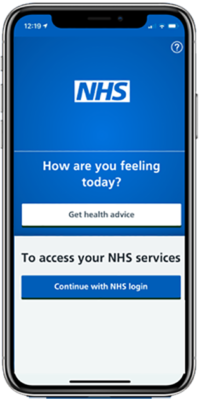 12:19
?
NHS
How are you feeling
today?
Get health advice
To access your NHS services
Continue with NHS login